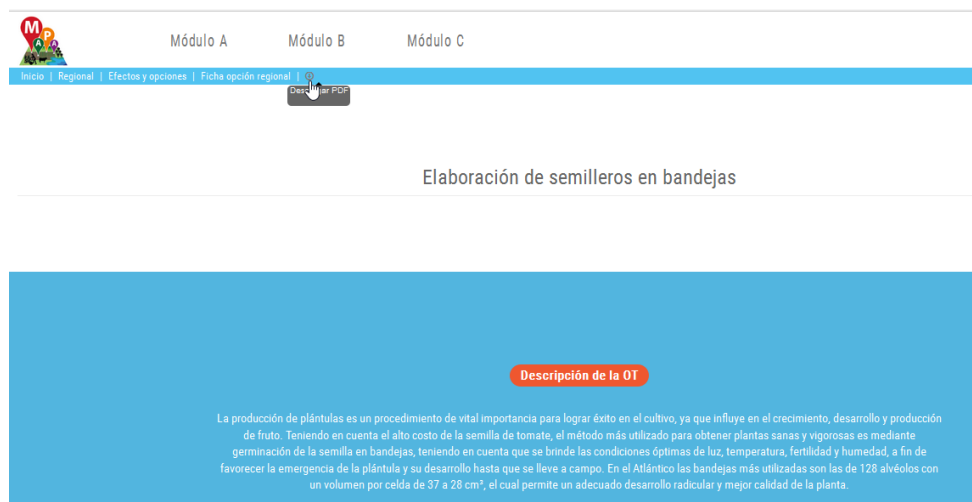 M P
A A
Módulo A Módulo B Módulo C
Inicio | Regional | Efectos y opciones | Ficha opción regional |
PDF
Elaboración de semilleros en bandejas
Descripción de la OT
La producción de plántulas es un procedimiento de vital importancia para lograr éxito en el cultivo, ya que influye en el crecimiento, desarrollo y producción
de fruto. Teniendo en cuenta el alto costo de la semilla de tomate, el método más utilizado para obtener plantas sanas y vigorosas es mediante
germinación de la semilla en bandejas, teniendo en cuenta que se brinde las condiciones óptimas de luz, temperatura, fertilidad y humedad, a fin de
favorecer la emergencia de la plántula y su desarrollo hasta que se lleve a campo. En el Atlántico las bandejas más utilizadas son las de 128 alvéolos con
un volumen por celda de 37 a 28 cm³, el cual permite un adecuado desarrollo radicular y mejor calidad de la planta.